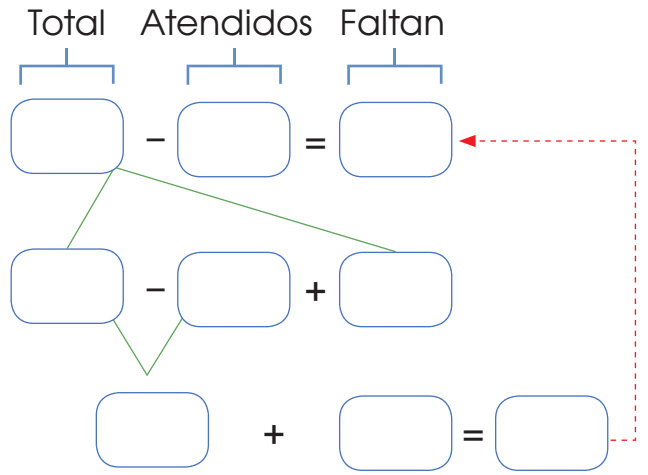 Total Atendidos Faltan
- =
- +
+ =